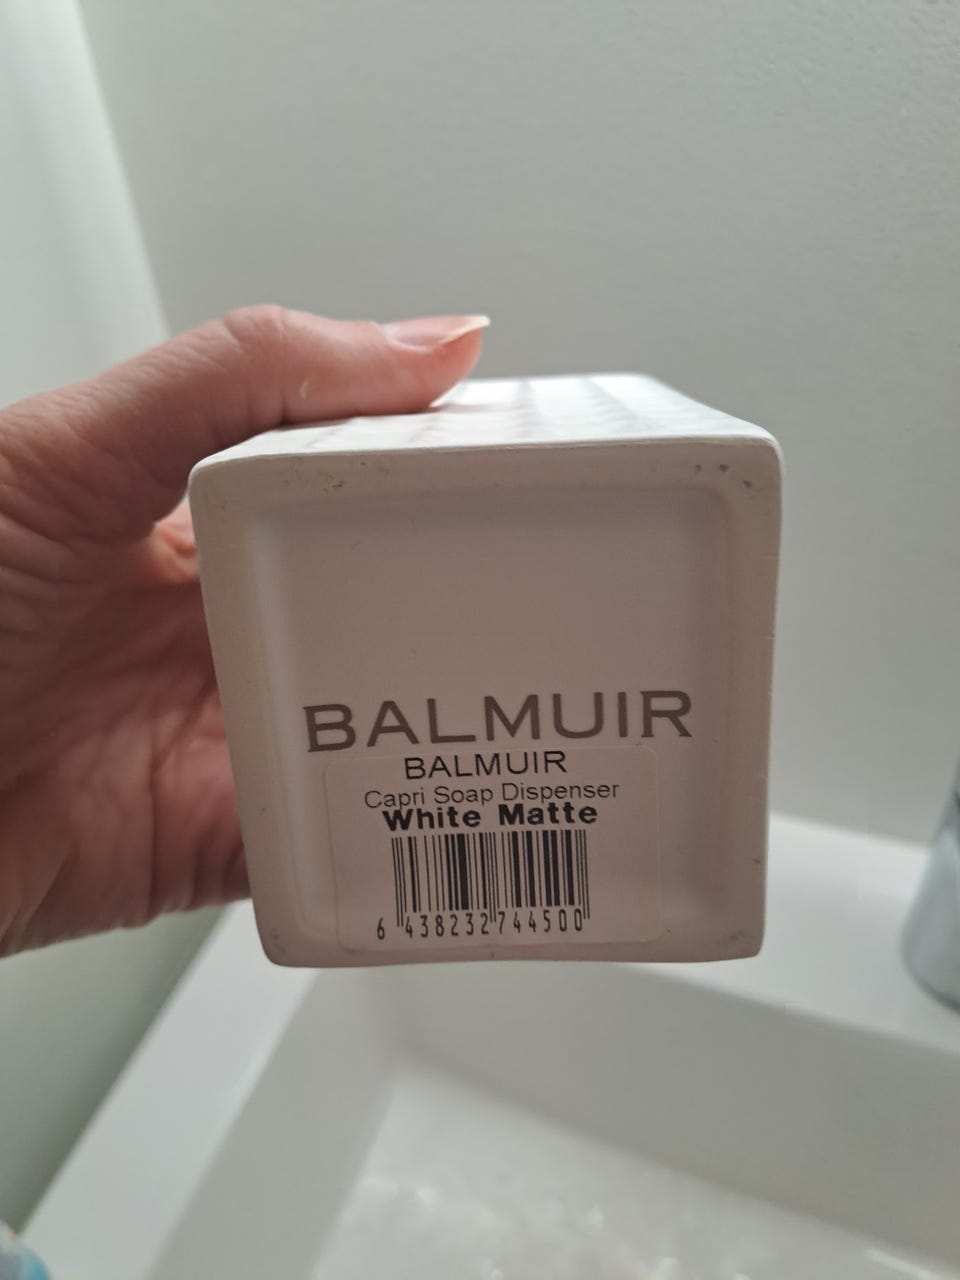 BALMUIR
BALMUIR
Capri Soap Dispenser
White Matte
6 438232 744500